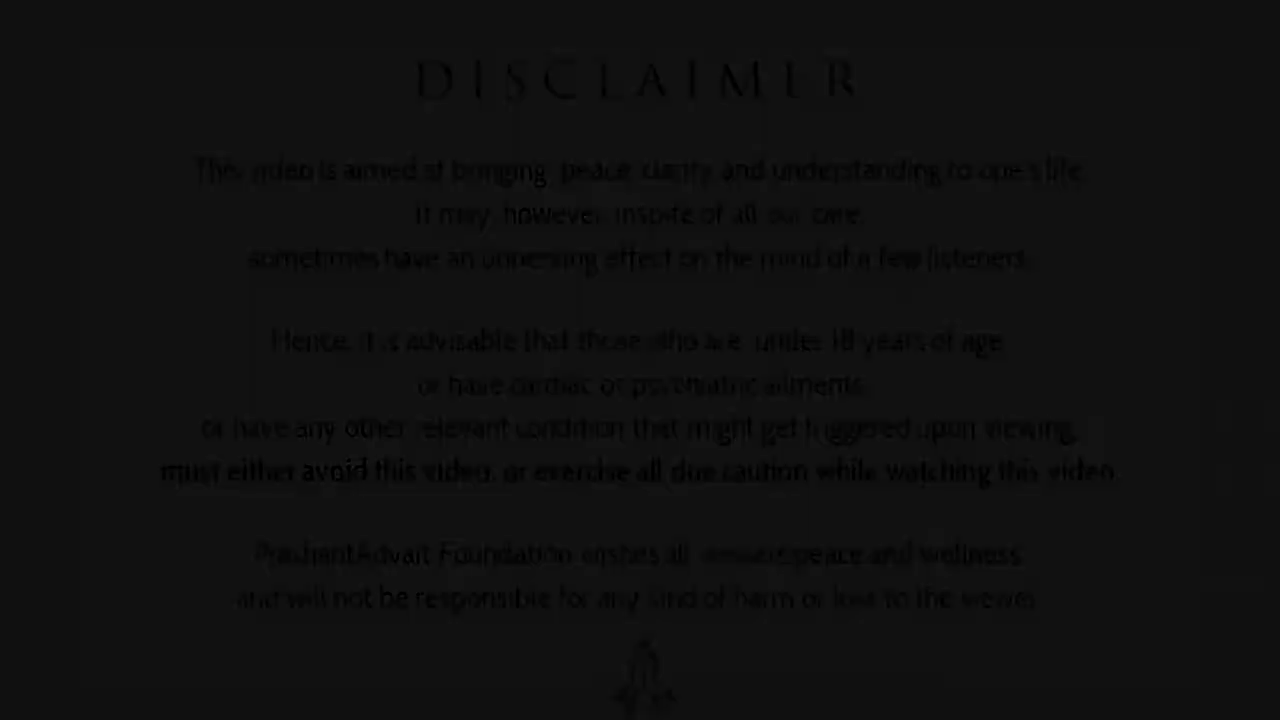 DISCLAIMER
This video is aimed at bringing peace, clarity and understanding to one's life.
It may, however, inspite of all our care,
sometimes have an unnerving effect on the mind of a few listeners.
Hence, it is advisable that those who are under 18 years of age
or have cardiac or psychiatric ailments,
or have any other relevant condition that might get triggered upon viewing,
must either avoid this video, or exercise all due caution while watching this video.
PrashantAdvait Foundation wishes all viewers peace and wellness
and will not be responsible for any kind of harm or loss to the viewer.